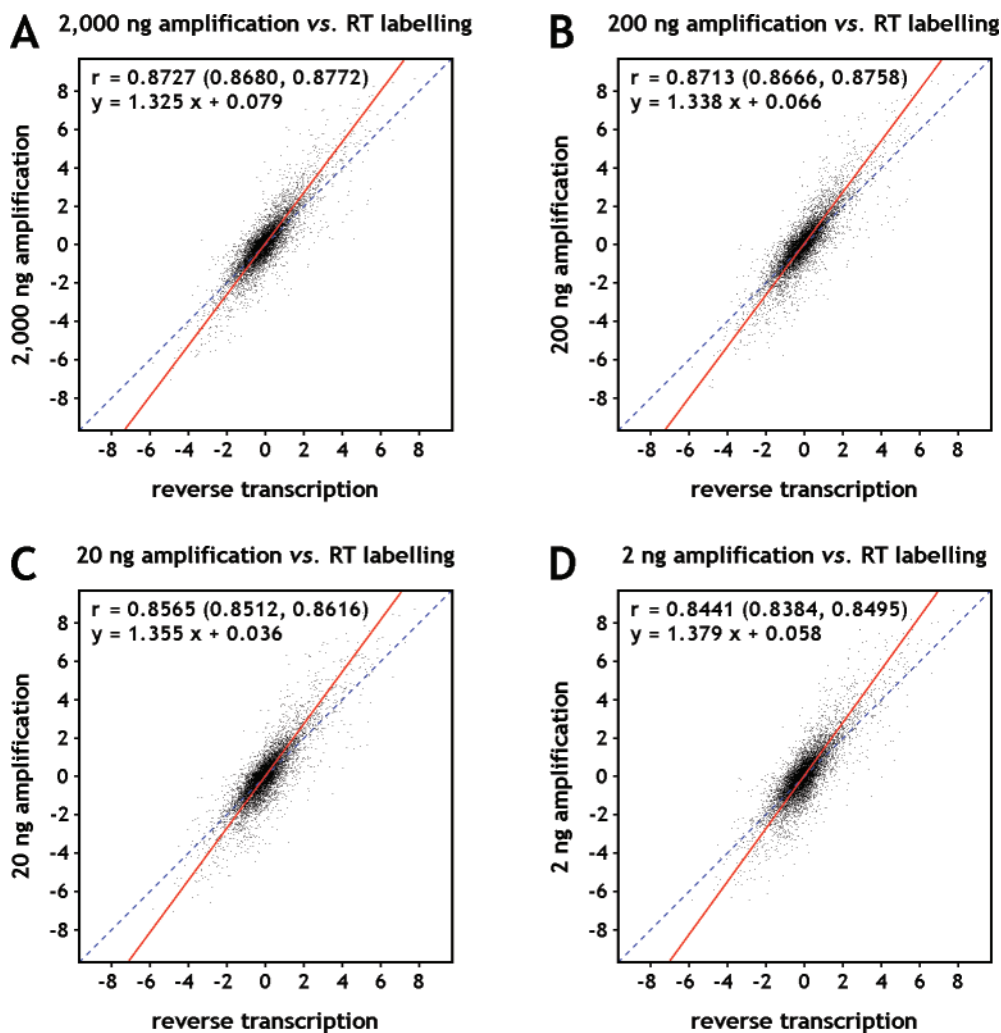 A 2,000 ng amplification vs. RT labelling
r = 0.8727 (0.8680, 0.8772)
y = 1.325 x + 0.079
2,000 ng amplification
8
6
4
2
0
-2
-4
-6
-8
-8 -6 -4 -2 0 2 4 6 8
reverse transcription
B 200 ng amplification vs. RT labelling
r = 0.8713 (0.8666, 0.8758)
y = 1.338 x + 0.066
200 ng amplification
8
6
4
2
0
-2
-4
-6
-8
-8 -6 -4 -2 0 2 4 6 8
reverse transcription
C 20 ng amplification vs. RT labelling
r = 0.8565 (0.8512, 0.8616)
y = 1.355 x + 0.036
20 ng amplification
8
6
4
2
0
-2
-4
-6
-8
-8 -6 -4 -2 0 2 4 6 8
reverse transcription
D 2 ng amplification vs. RT labelling
r = 0.8441 (0.8384, 0.8495)
y = 1.379 x + 0.058
2 ng amplification
8
6
4
2
0
-2
-4
-6
-8
-8 -6 -4 -2 0 2 4 6 8
reverse transcription